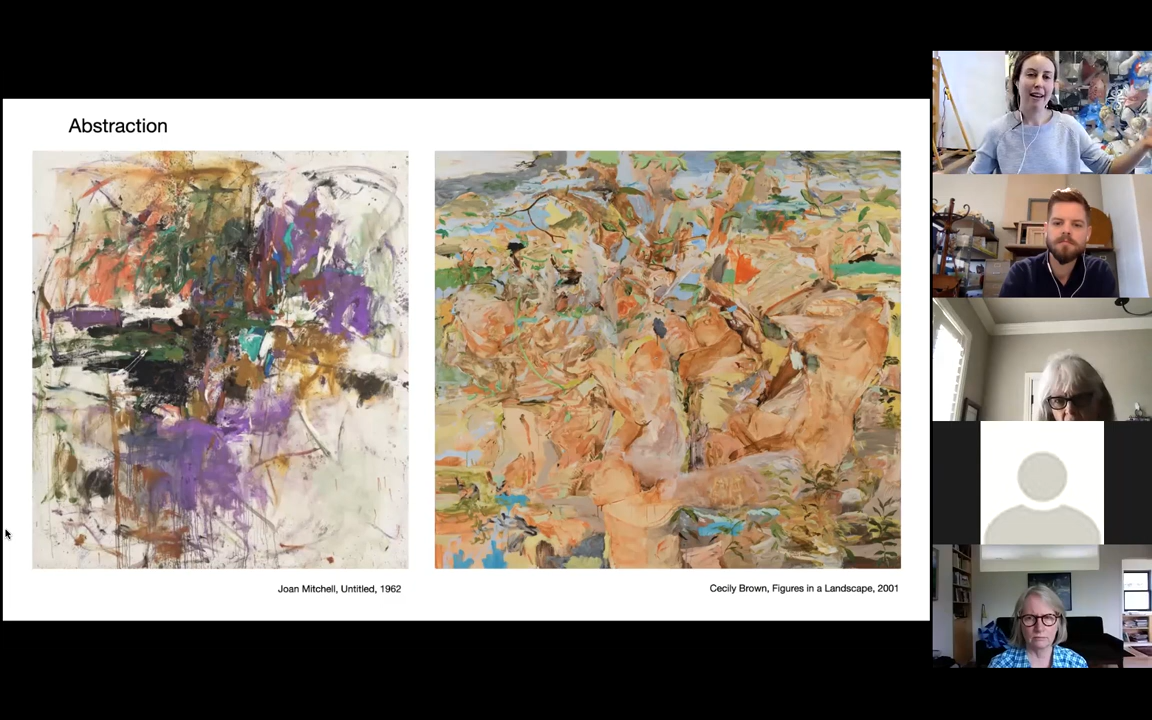 Abstraction
Joan Mitchell, Untitled, 1962
Cecily Brown, Figures in a Landscape, 2001